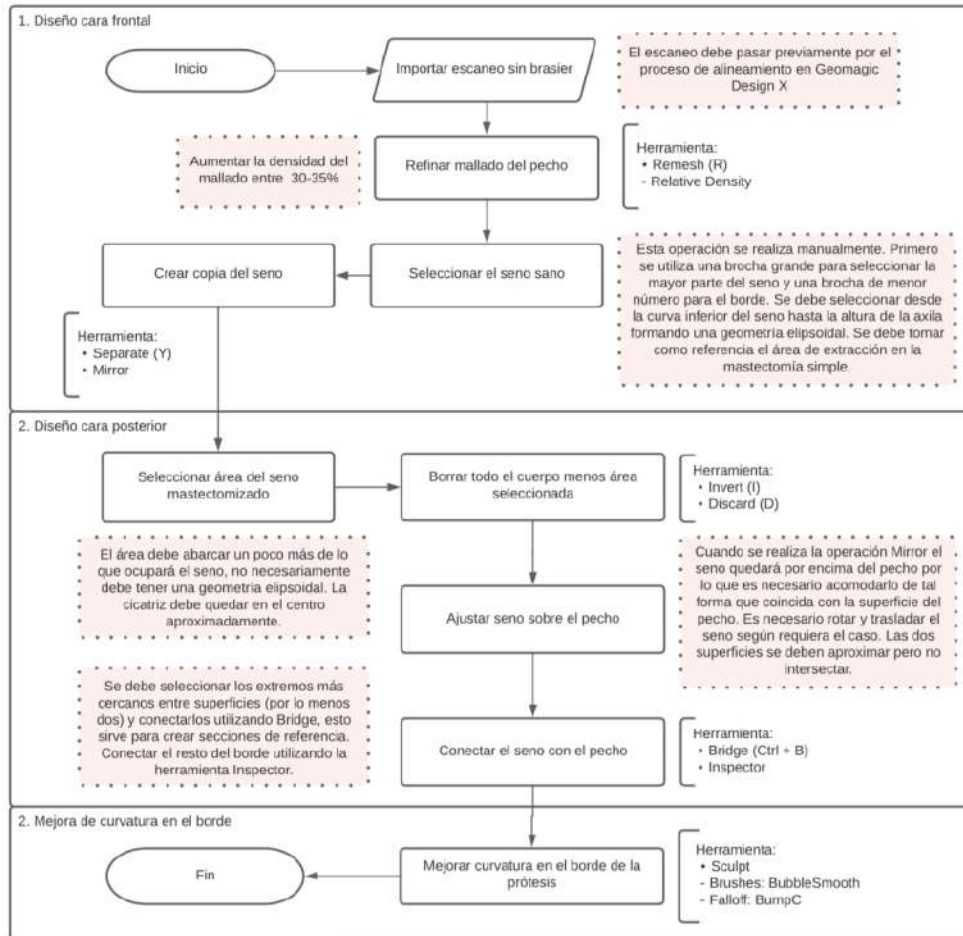 1. Diseño cara frontal
Inicio
Importar escaneo sin brasier
El escaneo debe pasar previamente por el
proceso de alineamiento en Geomagic
Design X
Aumentar la densidad del
mallado entre 30-35%
Refinar mallado del pecho
Herramienta:
• Remesh (R)
- Relative Density
Crear copia del seno
Seleccionar el seno sano
Esta operación se realiza manualmente. Primero
se utiliza una brocha grande para seleccionar la
mayor parte del seno y una brocha de menor
número para el borde. Se debe seleccionar desde
la curva inferior del seno hasta la altura de la axila
formando una geometría elipsoidal. Se debe tomar
como referencia el área de extracción en la
mastectomía simple.
Herramienta:
• Separate (Y)
• Mirror
2. Diseño cara posterior
Seleccionar área del seno
mastectomizado
Borrar todo el cuerpo menos área
seleccionada
Herramienta:
• Invert (I)
• Discard (D)
El área debe abarcar un poco más de lo
que ocupará el seno, no necesariamente
debe tener una geometría elipsoidal. La
cicatriz debe quedar en el centro
aproximadamente.
Ajustar seno sobre el pecho
Cuando se realiza la operación Mirror el
seno quedará por encima del pecho por
lo que es necesario acomodarlo de tal
forma que coincida con la superficie del
pecho. Es necesario rotar y trasladar el
seno según requiera el caso. Las dos
superficies se deben aproximar pero no
intersectar.
Se debe seleccionar los extremos más
cercanos entre superficies (por lo menos
dos) y conectarlos utilizando Bridge, esto
sirve para crear secciones de referencia.
Conectar el resto del borde utilizando la
herramienta Inspector.
Conectar el seno con el pecho
Herramienta:
• Bridge (Ctrl + B)
• Inspector
2. Mejora de curvatura en el borde
Fin
Mejorar curvatura en el borde de la
prótesis
Herramienta:
• Sculpt
- Brushes: BubbleSmooth
- Falloff: BumpC